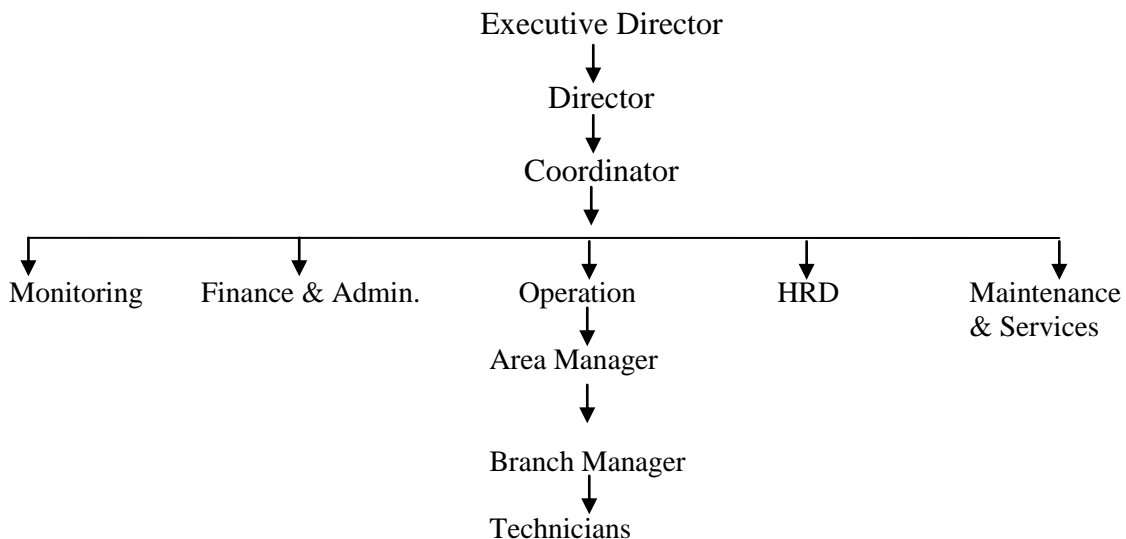 Executive Director
Director
Coordinator
Monitoring
Finance & Admin.
Operation
HRD
Maintenance
& Services
Area Manager
Branch Manager
Technicians